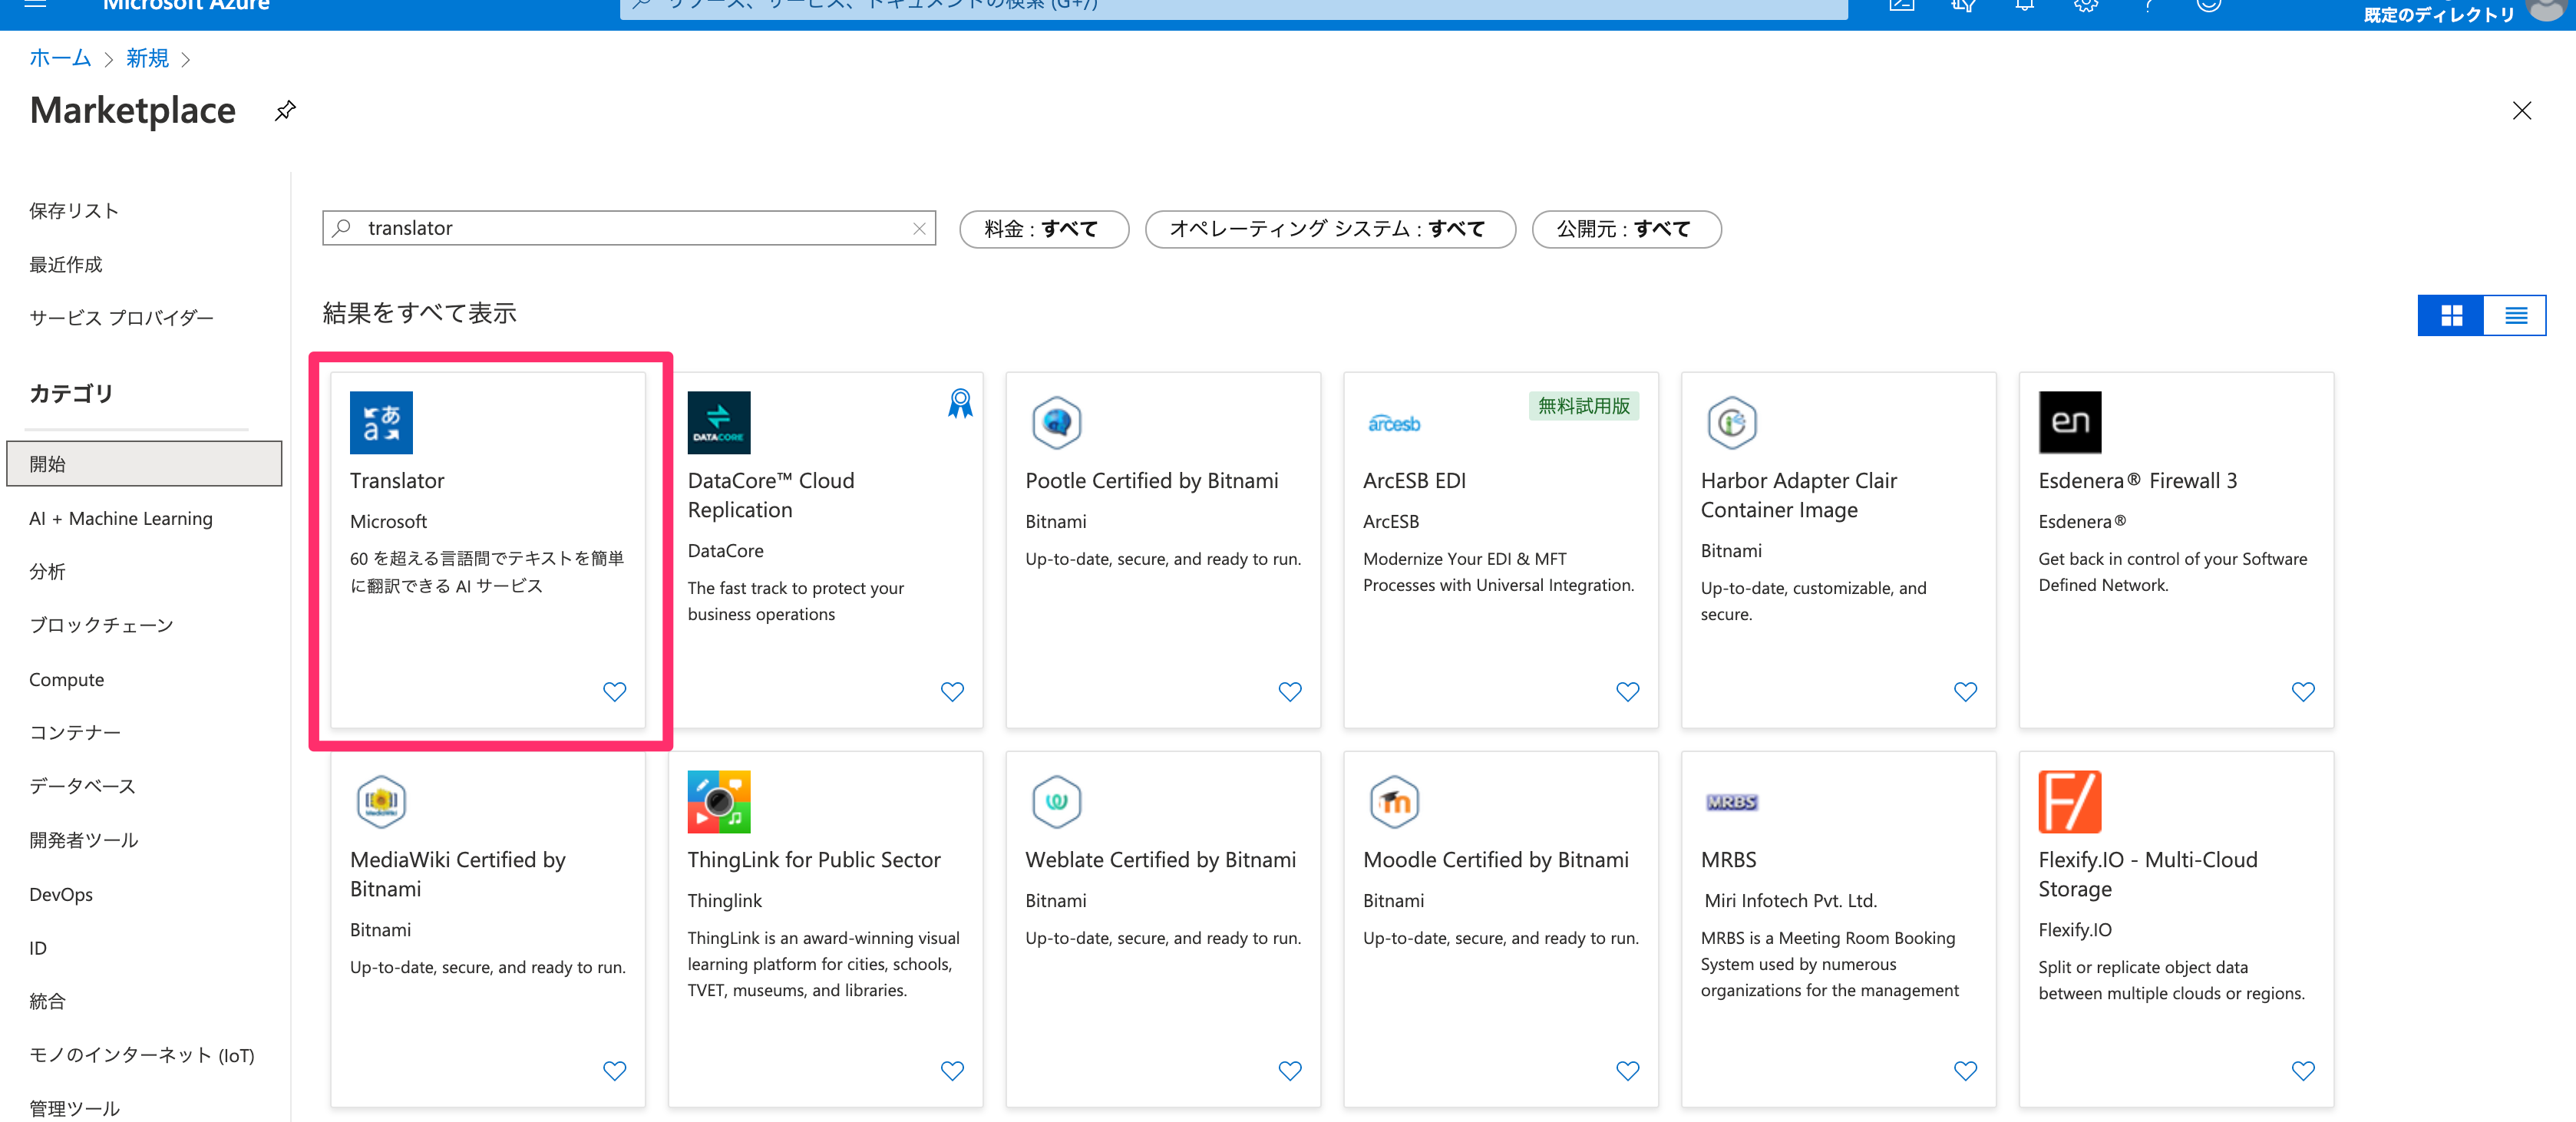 Microsoft Azure
リソース、サービス、ドキュメントの検索 (G+/)
既定のディレクトリ
ホーム > 新規 >
Marketplace
保存リスト
最近作成
サービス プロバイダー
カテゴリ
開始
AI + Machine Learning
分析
ブロックチェーン
Compute
コンテナー
データベース
開発者ツール
DevOps
ID
統合
モノのインターネット (IoT)
管理ツール
translator
料金 : すべて
オペレーティング システム : すべて
公開元 : すべて
結果をすべて表示
あ
a
Translator
Microsoft
60 を超える言語間でテキストを簡単
に翻訳できる AI サービス
DATACORE
DataCore™ Cloud
Replication
DataCore
The fast track to protect your
business operations
Pootle Certified by Bitnami
Bitnami
Up-to-date, secure, and ready to run.
arcesb
無料試用版
ArcESB EDI
ArcESB
Modernize Your EDI & MFT
Processes with Universal Integration.
Harbor Adapter Clair
Container Image
Bitnami
Up-to-date, customizable, and
secure.
en
Esdenera® Firewall 3
Esdenera®
Get back in control of your Software
Defined Network.
MediaWiki
MediaWiki Certified by
Bitnami
Bitnami
Up-to-date, secure, and ready to run.
ThingLink for Public Sector
Thinglink
ThingLink is an award-winning visual
learning platform for cities, schools,
TVET, museums, and libraries.
Weblate Certified by Bitnami
Bitnami
Up-to-date, secure, and ready to run.
m
Moodle Certified by Bitnami
Bitnami
Up-to-date, secure, and ready to run.
MRBS
MRBS
Miri Infotech Pvt. Ltd.
MRBS is a Meeting Room Booking
System used by numerous
organizations for the management
F/
Flexify.IO - Multi-Cloud
Storage
Flexify.IO
Split or replicate object data
between multiple clouds or regions.